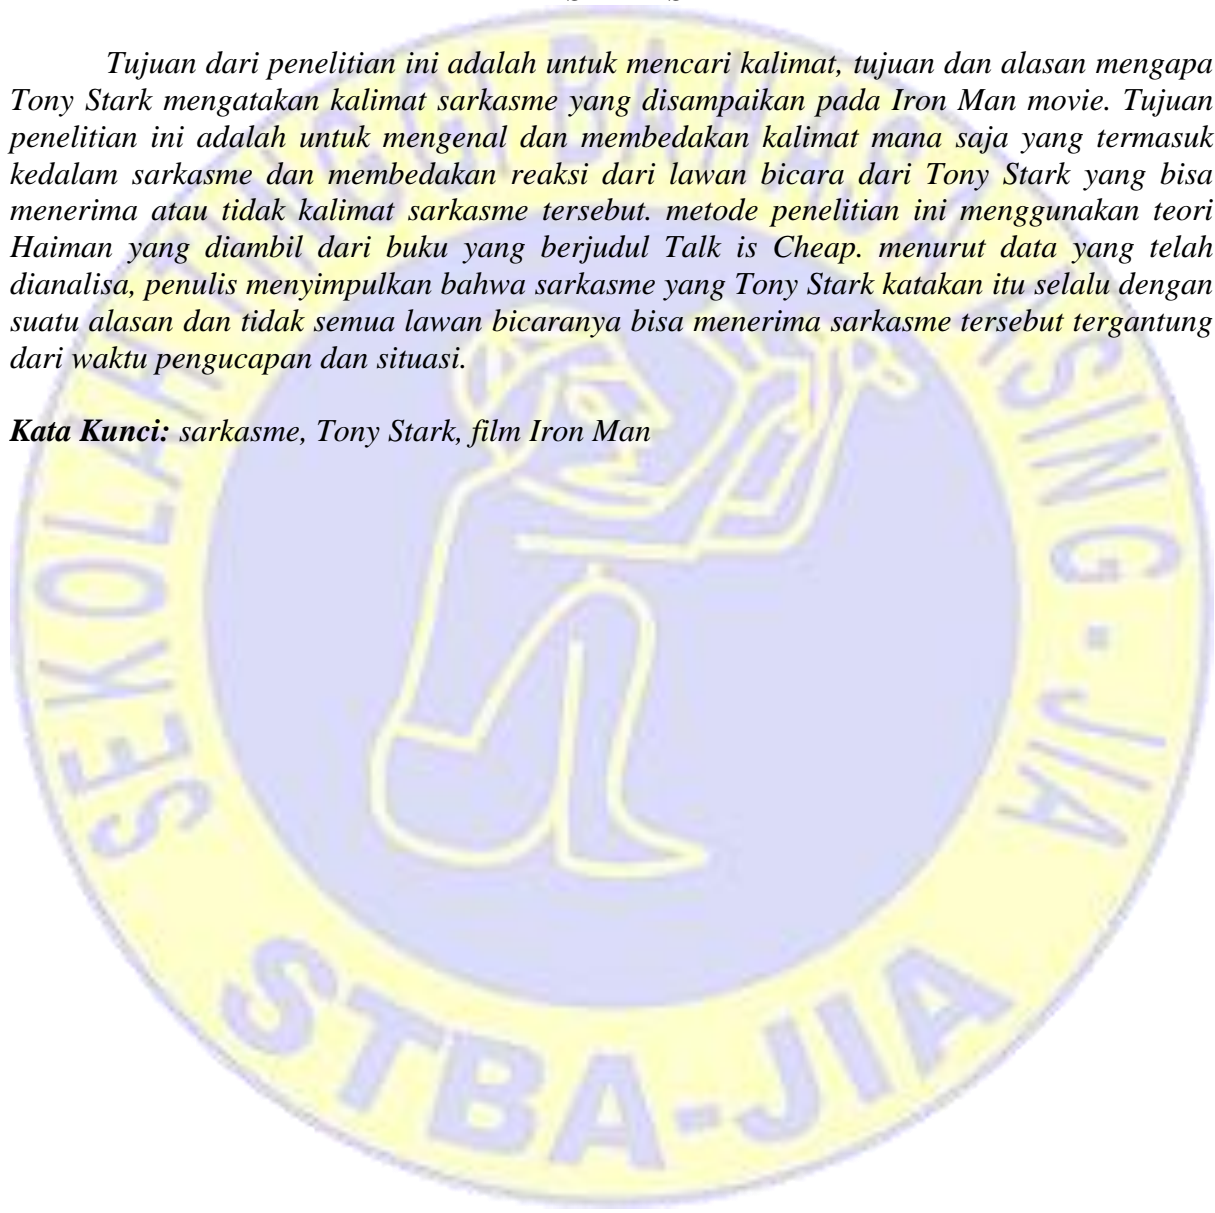 Tujuan dari penelitian ini adalah untuk mencari kalimat, tujuan dan alasan mengapa
Tony Stark mengatakan kalimat sarkasme yang disampaikan pada Iron Man movie. Tujuan
penelitian ini adalah untuk mengenal dan membedakan kalimat mana saja yang termasuk
kedalam sarkasme dan membedakan reaksi dari lawan bicara dari Tony Stark yang bisa
menerima atau tidak kalimat sarkasme tersebut. metode penelitian ini menggunakan teori
Haiman yang diambil dari buku yang berjudul Talk is Cheap. menurut data yang telah
dianalisa, penulis menyimpulkan bahwa sarkasme yang Tony Stark katakan itu selalu dengan
suatu alasan dan tidak semua lawan bicaranya bisa menerima sarkasme tersebut tergantung
dari waktu pengucapan dan situasi.
Kata Kunci: sarkasme, Tony Stark, film Iron Man
SEKOLAH TINGGI BAHASA ASING - JIA
STBA-JIA